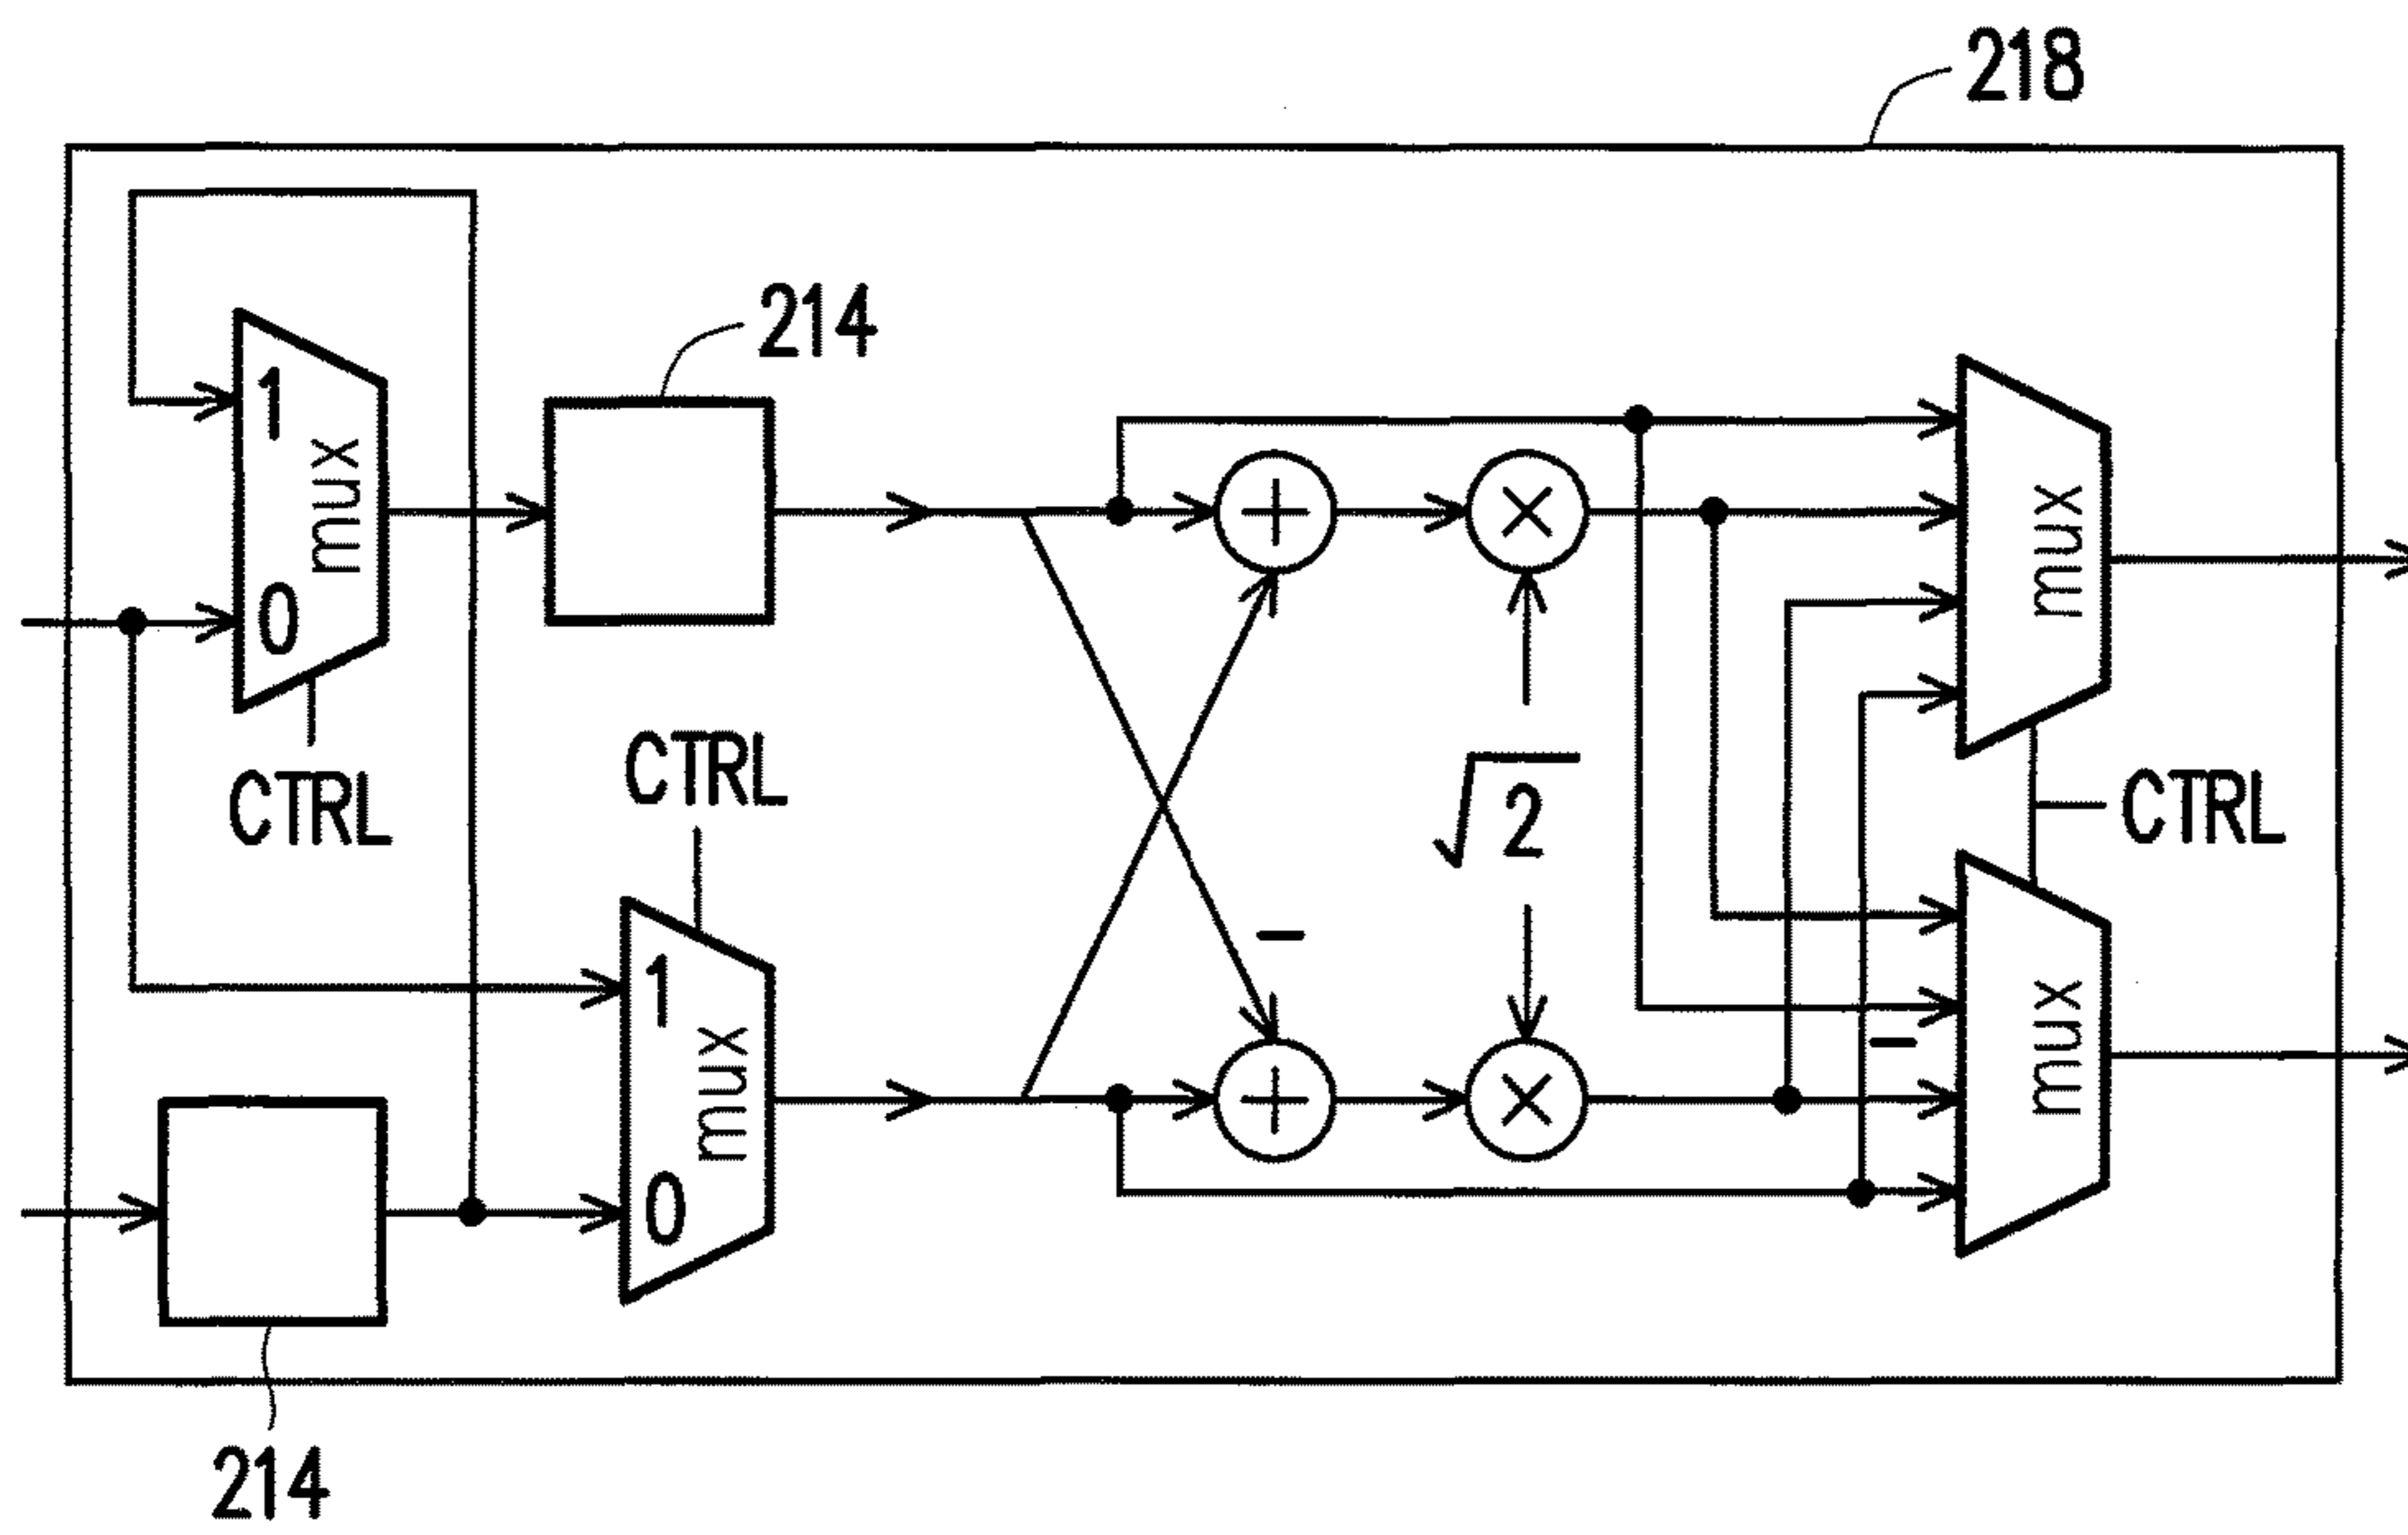 218
214
1
mux
0
CTRL
CTRL
+
×
mux
√2
CTRL
−
1
mux
0
+
×
−
mux
214